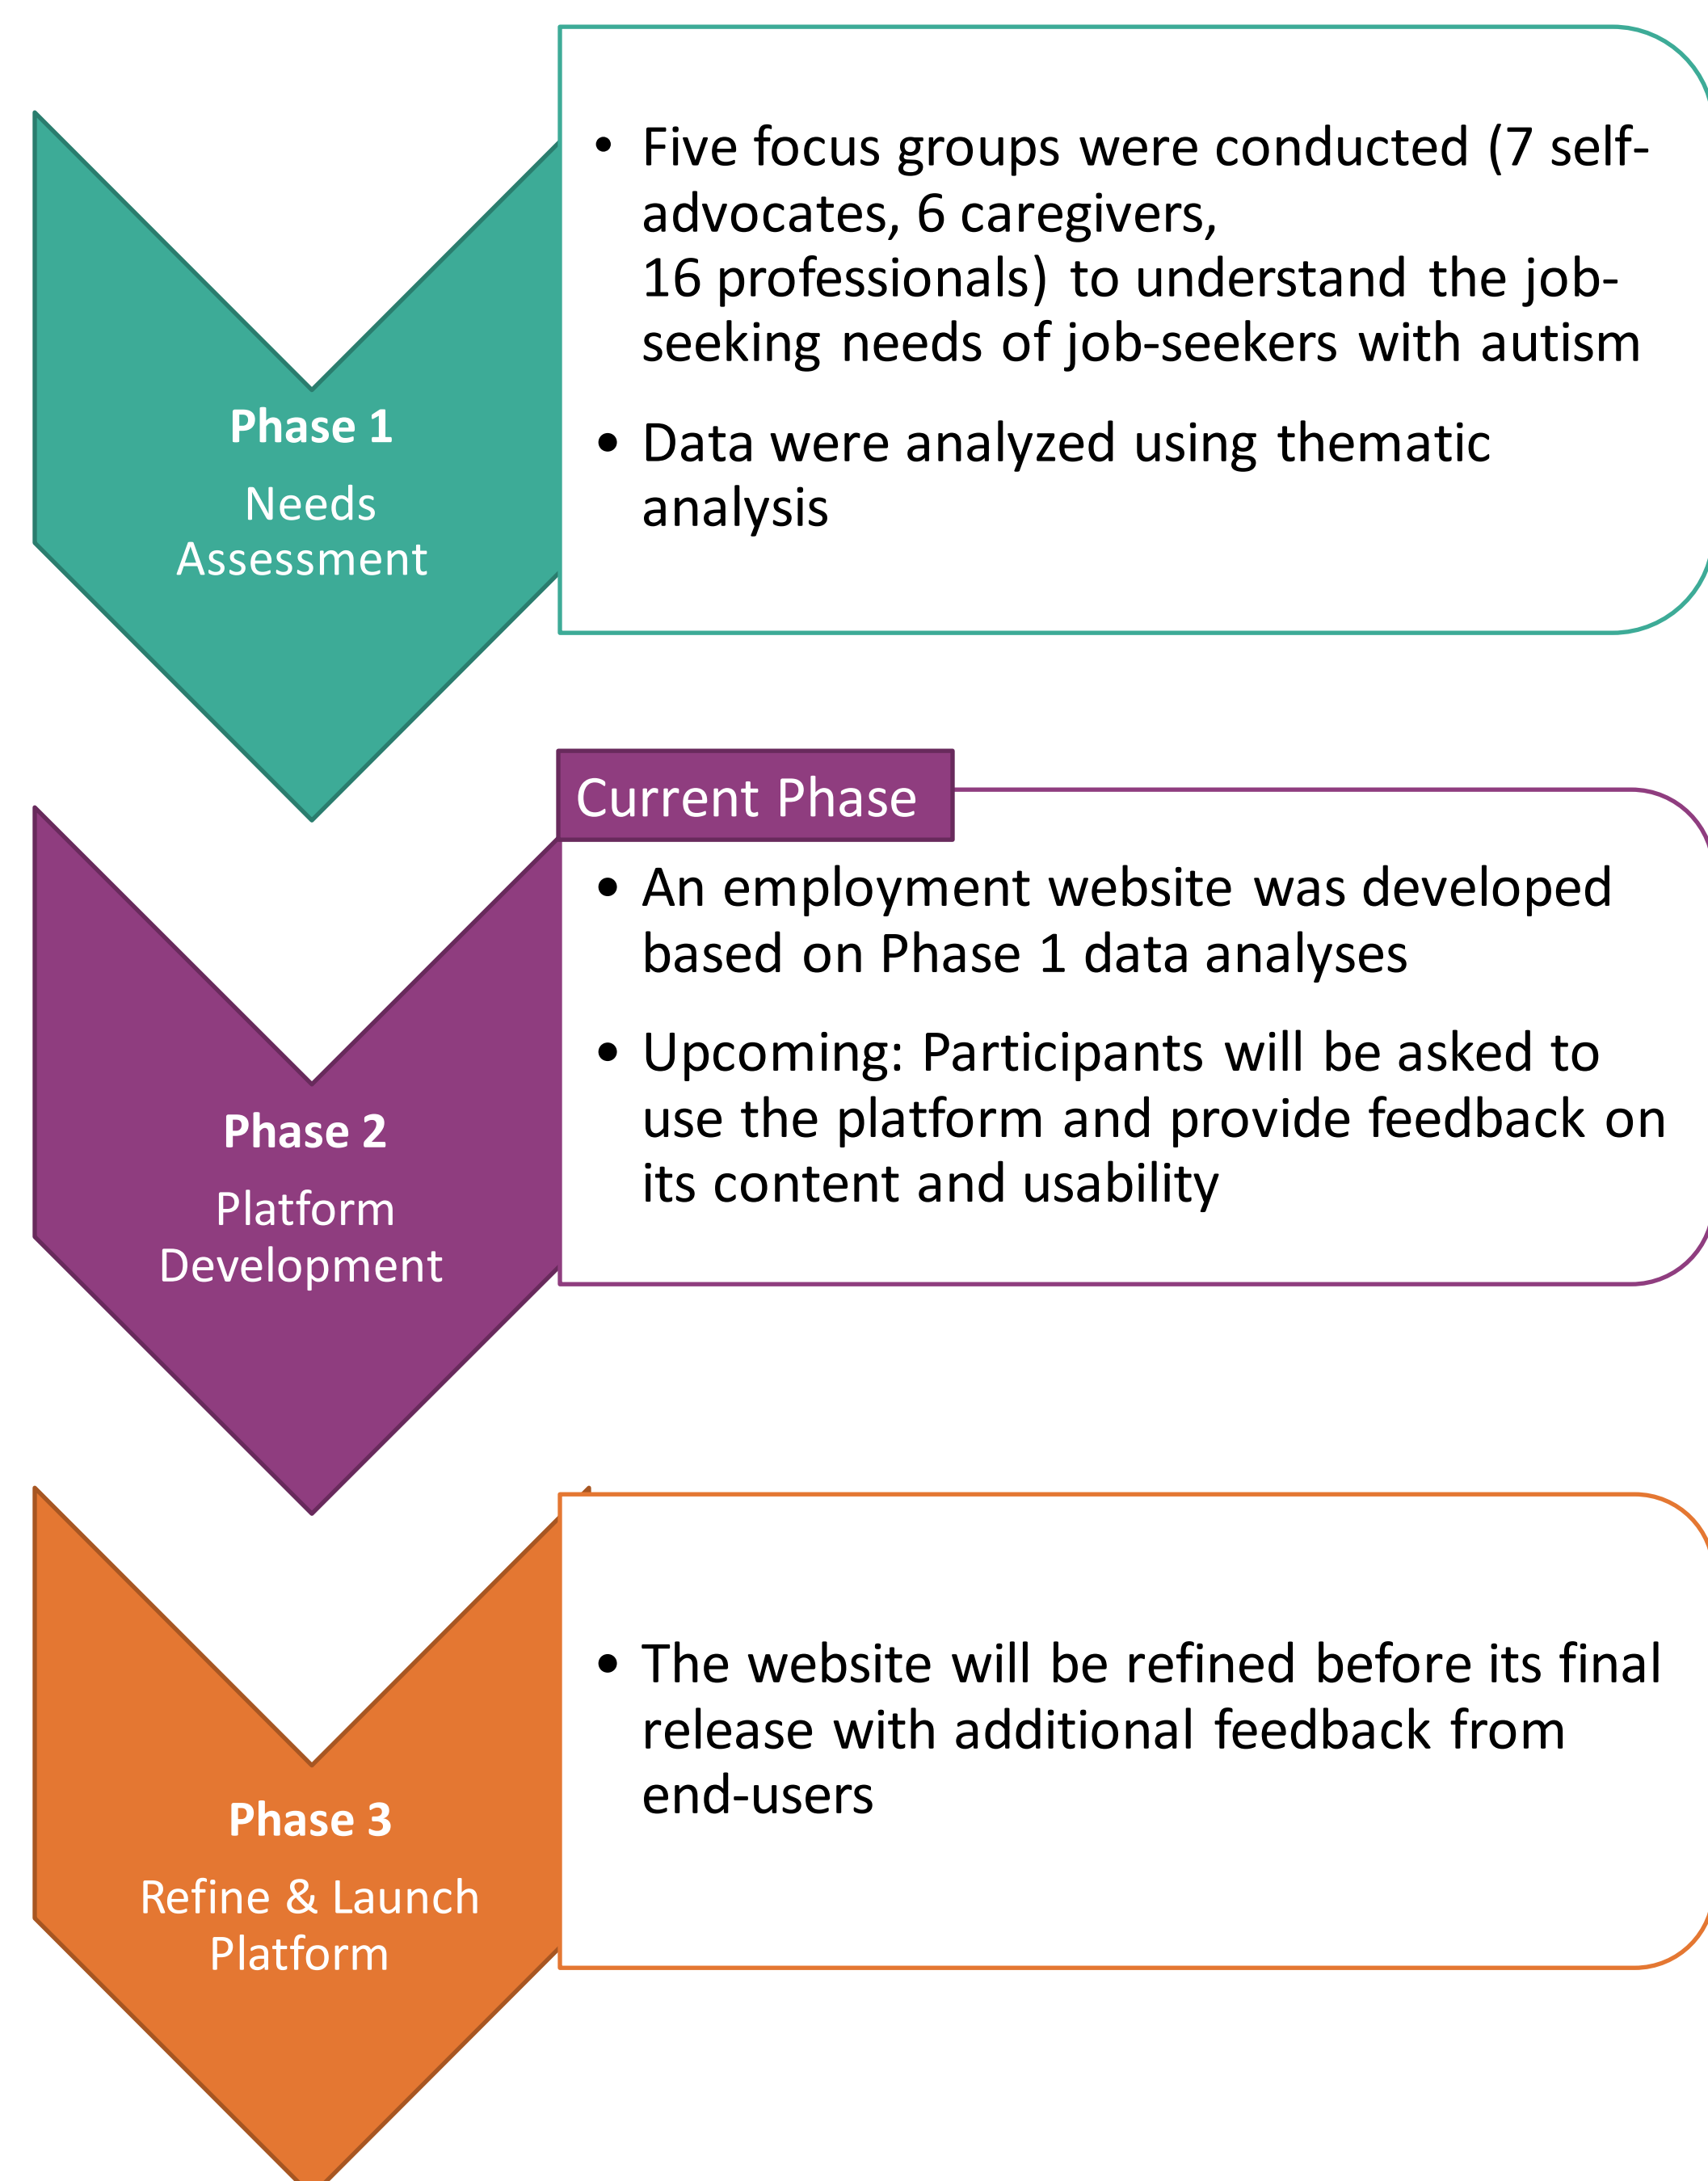 Phase 1
Needs
Assessment
• Five focus groups were conducted (7 self-
advocates, 6 caregivers,
16 professionals) to understand the job-
seeking needs of job-seekers with autism
• Data were analyzed using thematic
analysis
Current Phase
Phase 2
Platform
Development
• An employment website was developed
based on Phase 1 data analyses
• Upcoming: Participants will be asked to
use the platform and provide feedback on
its content and usability
Phase 3
Refine & Launch
Platform
• The website will be refined before its final
release with additional feedback from
end-users